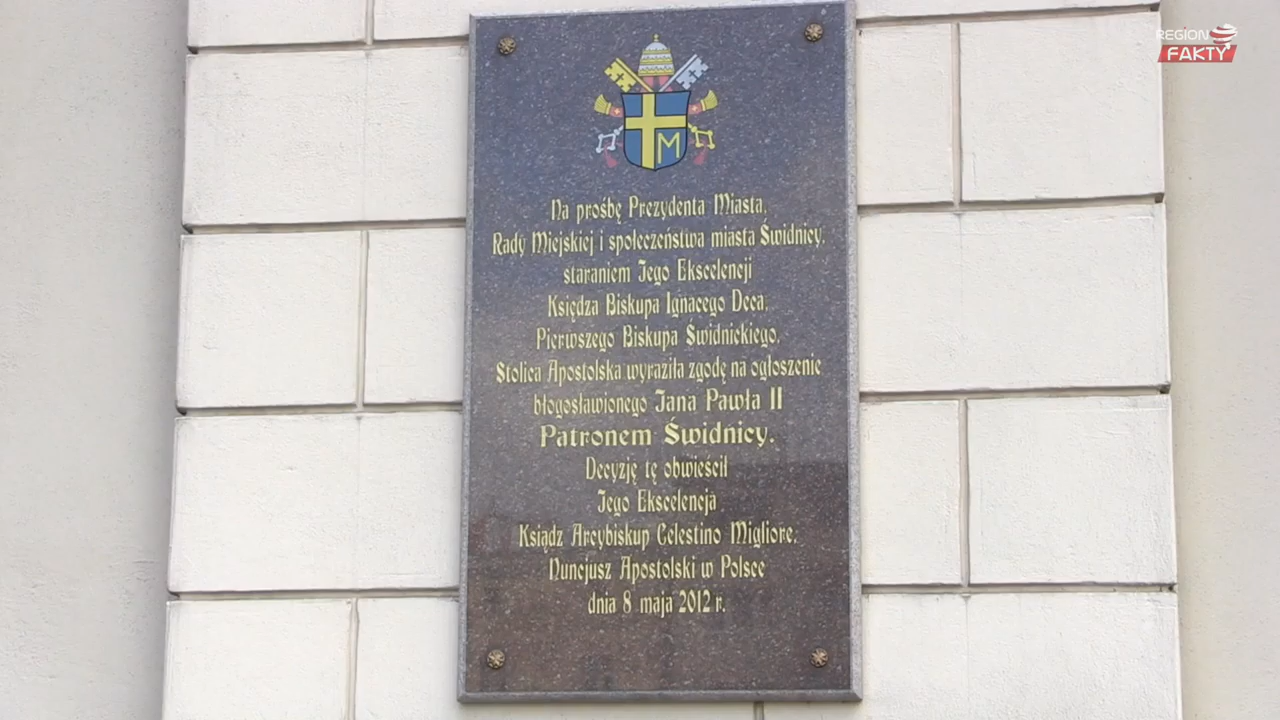 REGION
FAKTY
M
Na prośbę Prezydenta Miasta,
Rady Miejskiej i społeczeństwa miasta Świdnicy,
staraniem Jego Ekscelencji
Księdza Biskupa Ignacego Deca,
Pierwszego Biskupa Świdnickiego,
Stolica Apostolska wyraziła zgodę na ogłoszenie
błogosławionego Jana Pawła II
Patronem Świdnicy.
Decyzję tę obwieścił
Jego Ekscelencja
Ksiądz Arcybiskup Celestino Migliore,
Nuncjusz Apostolski w Polsce
dnia 8 maja 2012 r.